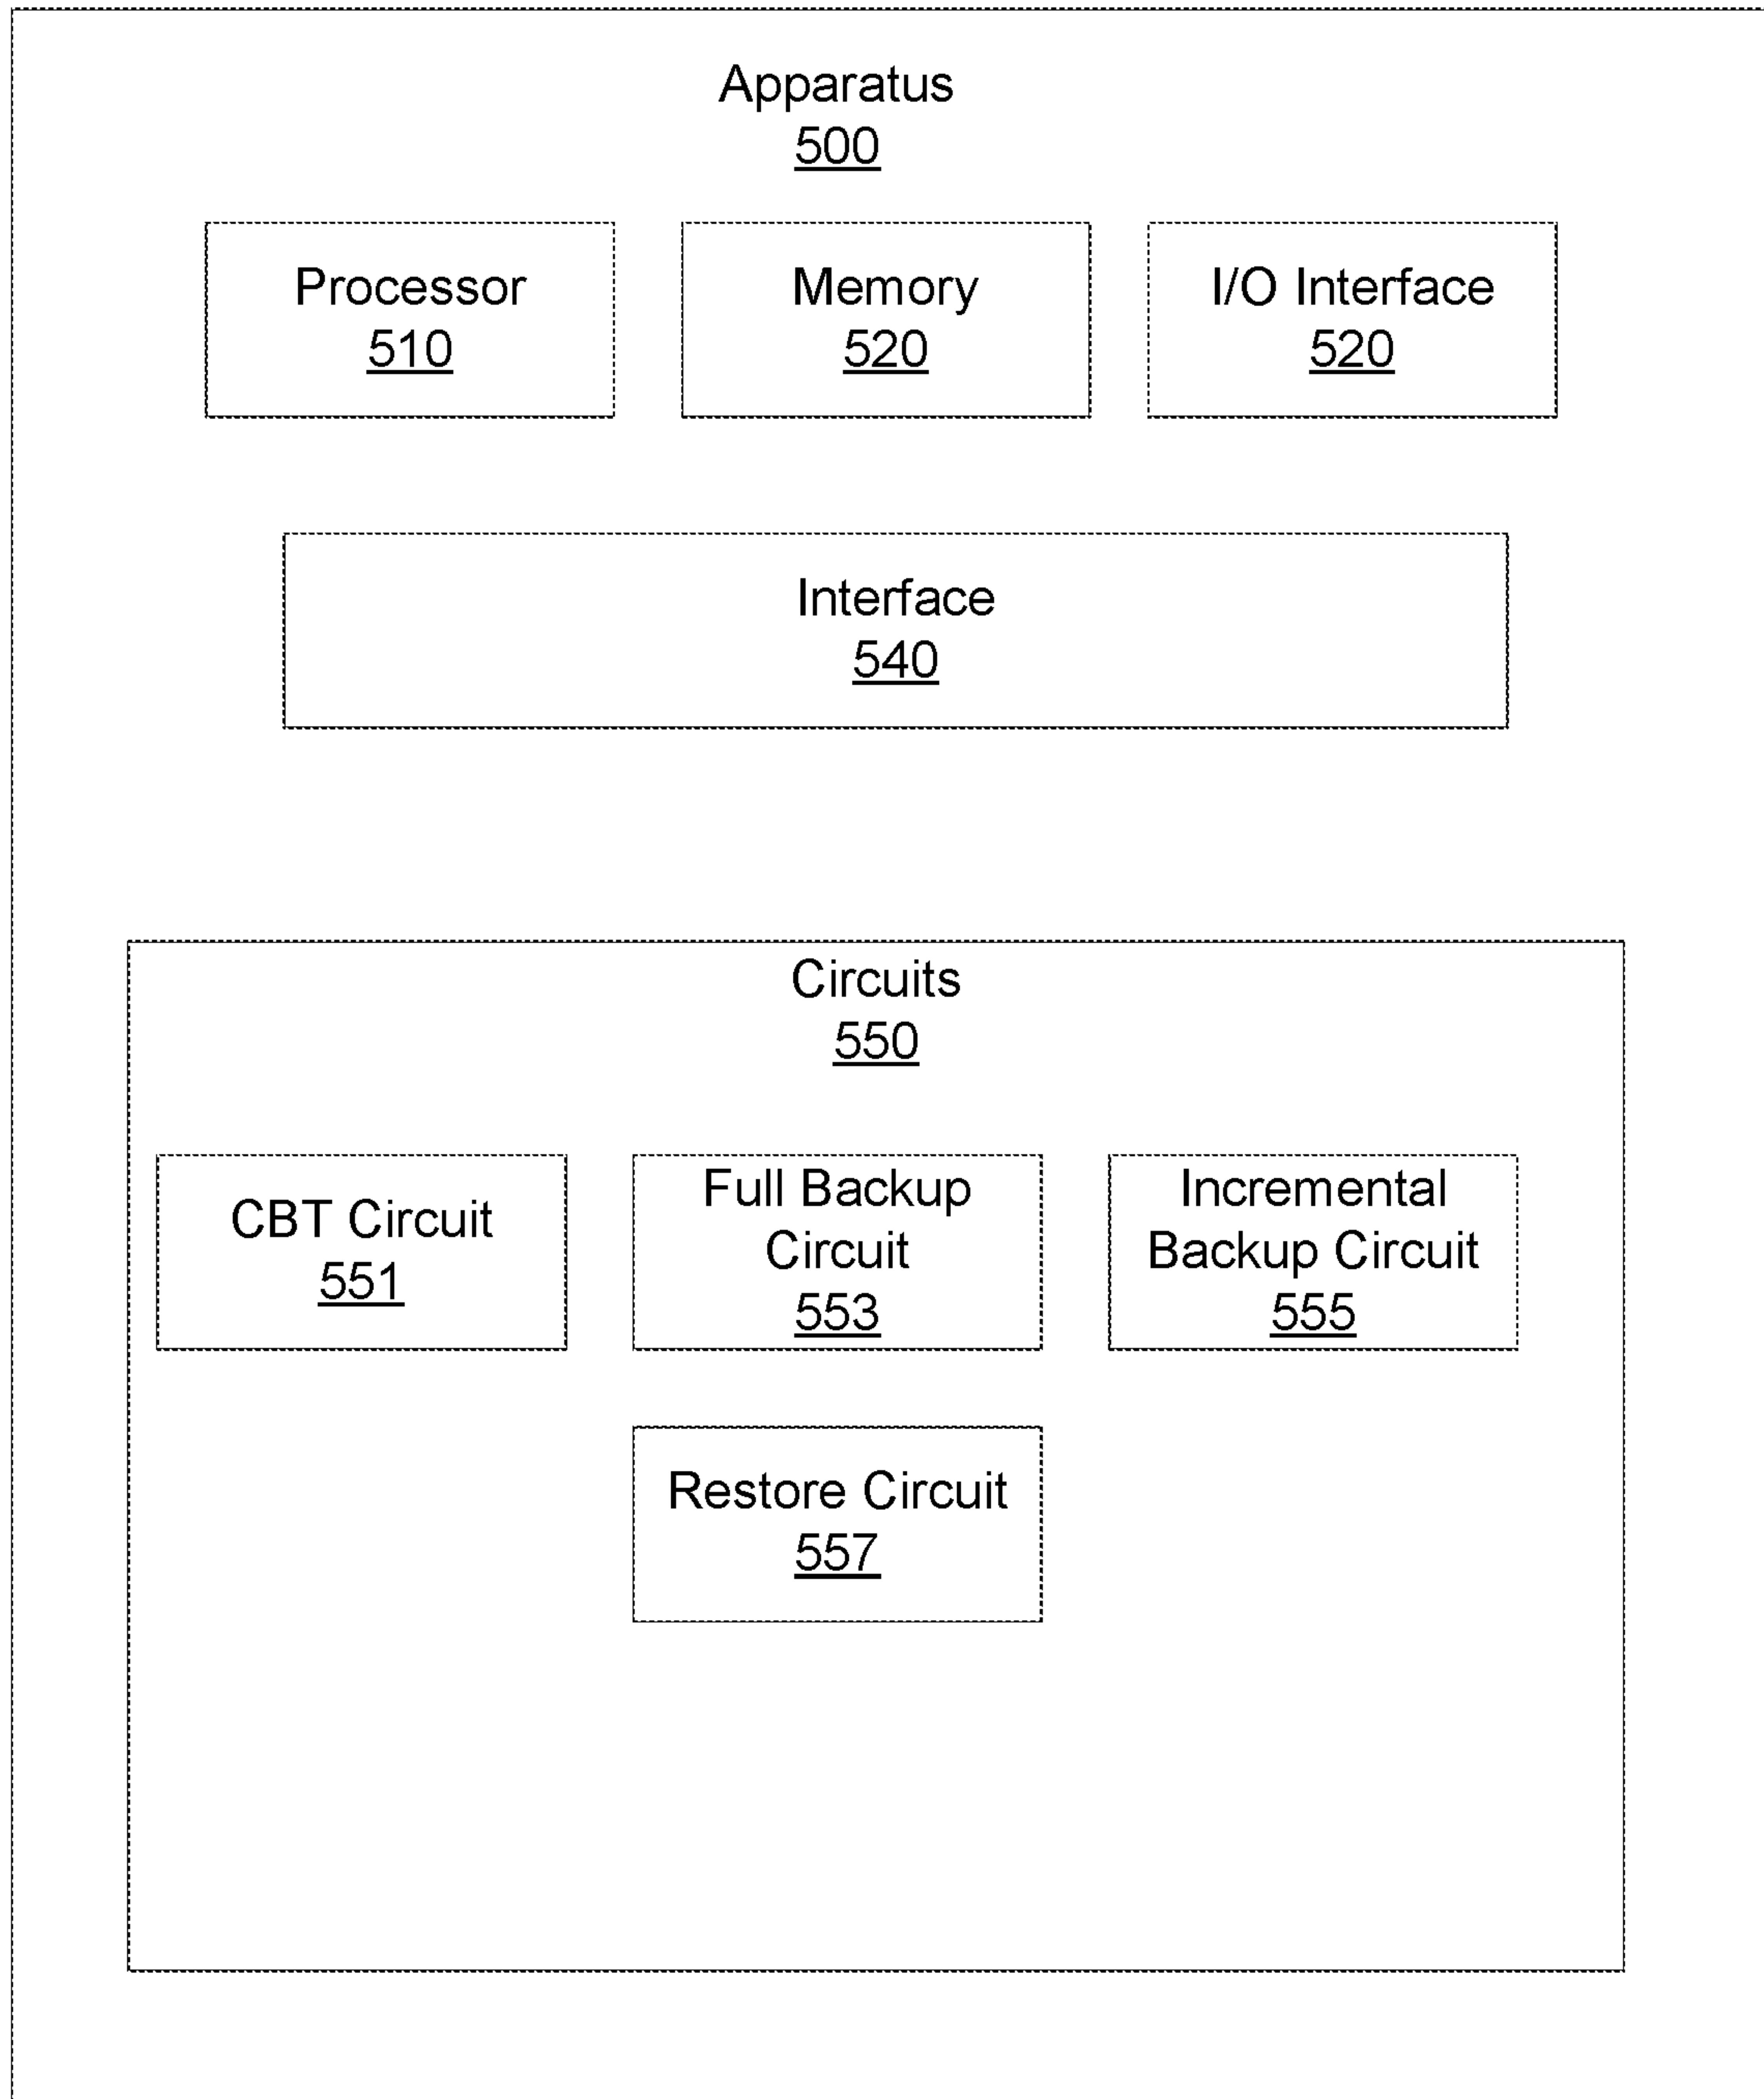 Apparatus
500
Processor
510
Memory
520
I/O Interface
520
Interface
540
Circuits
550
CBT Circuit
551
Full Backup
Circuit
553
Incremental
Backup Circuit
555
Restore Circuit
557